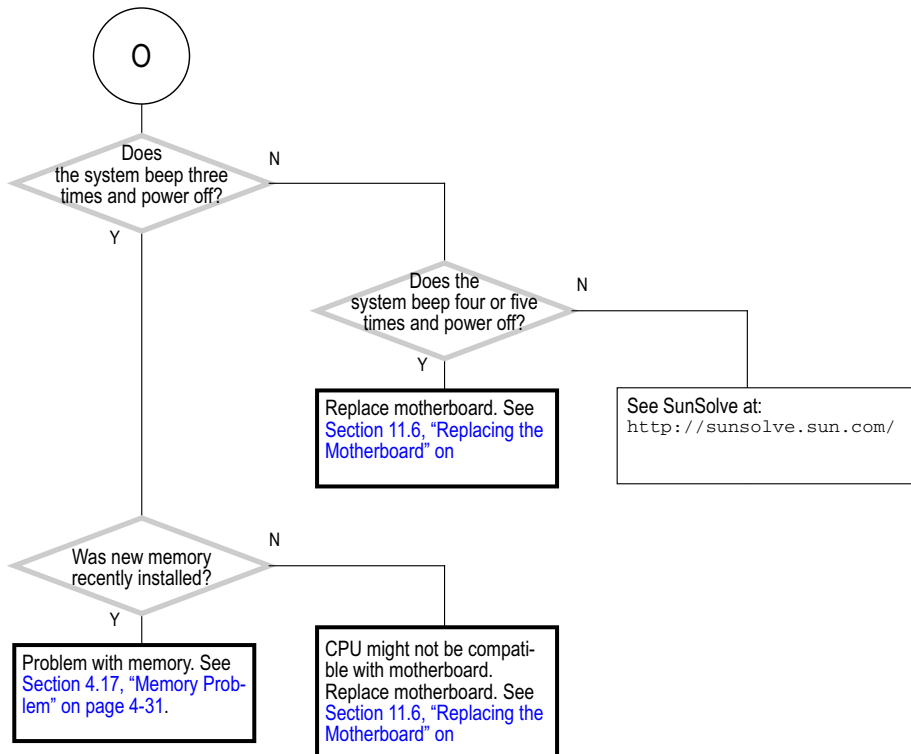 O
Does
the system beep three
times and power off?
N
Y
Does the
system beep four or five
times and power off?
N
Y
Replace motherboard. See
Section 11.6, “Replacing the
Motherboard” on
See SunSolve at:
http://sunsolve.sun.com/
Was new memory
recently installed?
N
Y
Problem with memory. See
Section 4.17, “Memory Prob-
lem” on page 4-31.
CPU might not be compati-
ble with motherboard.
Replace motherboard. See
Section 11.6, “Replacing the
Motherboard” on